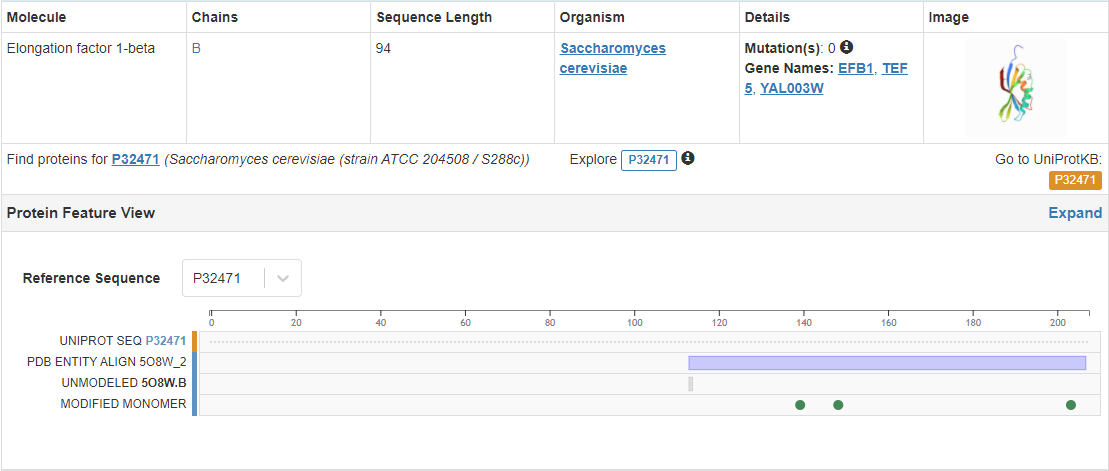 Molecule Chains Sequence Length Organism Details Image
Elongation factor 1-beta B 94 Saccharomyces Mutation(s): 0
cerevisiae Gene Names: EFB1, TEF
5, YAL003W
Find proteins for P32471 (Saccharomyces cerevisiae (strain ATCC 204508 / S288c)) Explore P32471 Go to UniProtKB:
P32471
Protein Feature View Expand
Reference Sequence P32471
0 20 40 60 80 100 120 140 160 180 200
UNIPROT SEQ P32471
PDB ENTITY ALIGN 5O8W_2
UNMODELED 5O8W.B
MODIFIED MONOMER